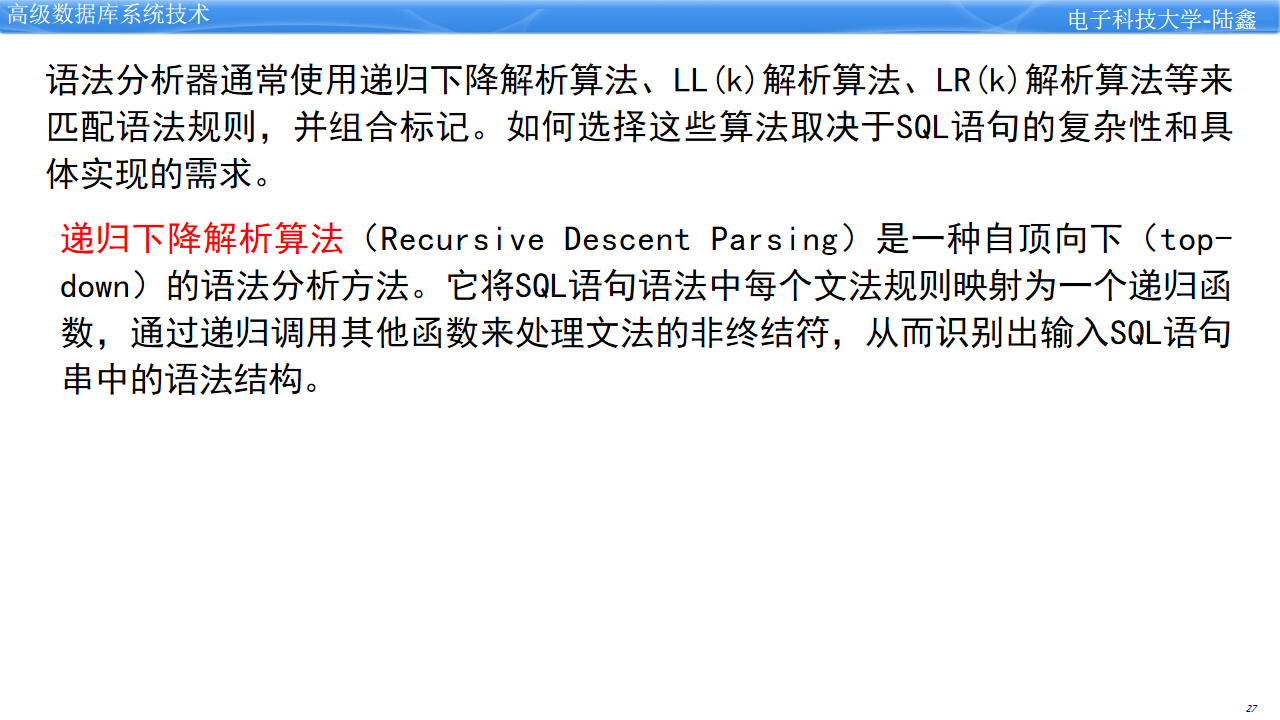 高级数据库系统技术
电子科技大学-陆鑫
语法分析器通常使用递归下降解析算法、LL(k)解析算法、LR(k)解析算法等来
匹配语法规则，并组合标记。如何选择这些算法取决于SQL语句的复杂性和具
体实现的需求。
递归下降解析算法（Recursive Descent Parsing）是一种自顶向下（top-
down）的语法分析方法。它将SQL语句语法中每个文法规则映射为一个递归函
数，通过递归调用其他函数来处理文法的非终结符，从而识别出输入SQL语句
串中的语法结构。
27